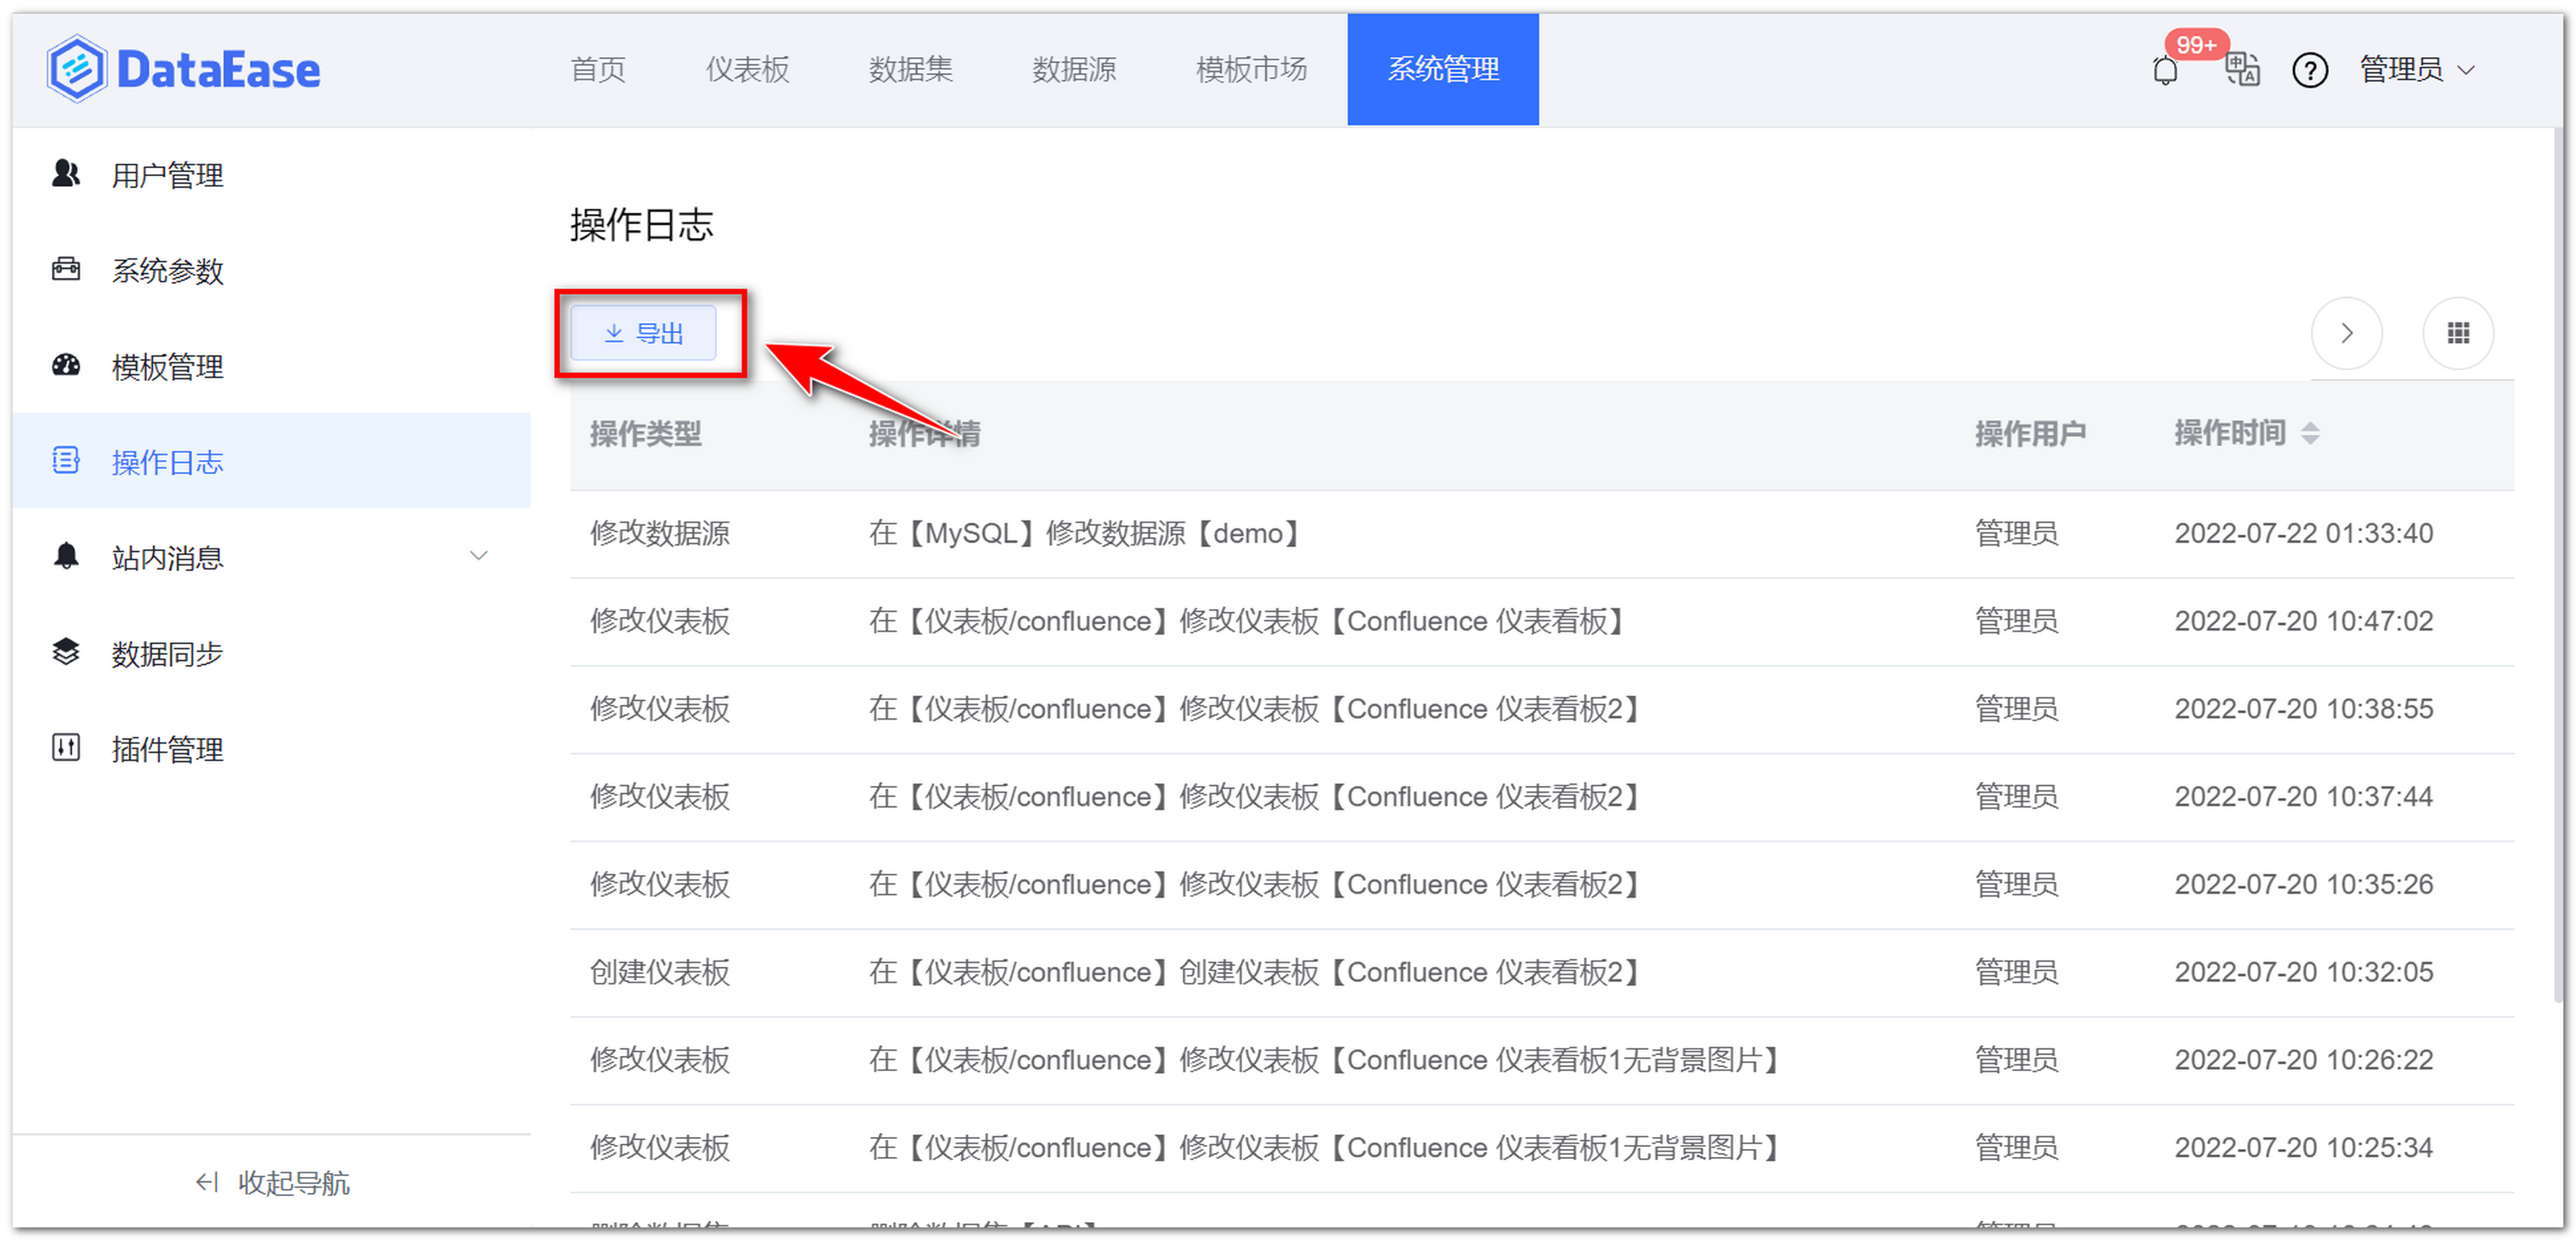 DataEase
首页 仪表板 数据集 数据源 模板市场 系统管理 99+ 中 A ? 管理员
用户管理
系统参数
模板管理
操作日志
站内消息
数据同步
插件管理
收起导航
操作日志
导出
操作类型 操作详情 操作用户 操作时间
修改数据源 在【MySQL】修改数据源【demo】 管理员 2022-07-22 01:33:40
修改仪表板 在【仪表板/confluence】修改仪表板【Confluence 仪表看板】 管理员 2022-07-20 10:47:02
修改仪表板 在【仪表板/confluence】修改仪表板【Confluence 仪表看板2】 管理员 2022-07-20 10:38:55
修改仪表板 在【仪表板/confluence】修改仪表板【Confluence 仪表看板2】 管理员 2022-07-20 10:37:44
修改仪表板 在【仪表板/confluence】修改仪表板【Confluence 仪表看板2】 管理员 2022-07-20 10:35:26
创建仪表板 在【仪表板/confluence】创建仪表板【Confluence 仪表看板2】 管理员 2022-07-20 10:32:05
修改仪表板 在【仪表板/confluence】修改仪表板【Confluence 仪表看板1无背景图片】 管理员 2022-07-20 10:26:22
修改仪表板 在【仪表板/confluence】修改仪表板【Confluence 仪表看板1无背景图片】 管理员 2022-07-20 10:25:34